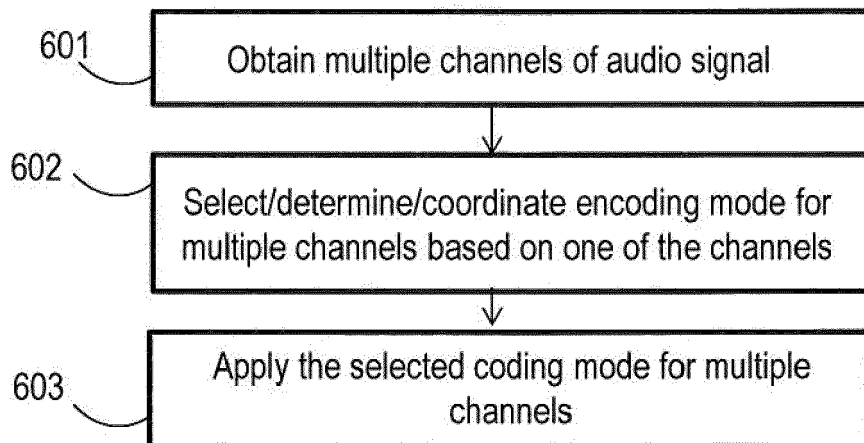 601
Obtain multiple channels of audio signal
602
Select/determine/coordinate encoding mode for
multiple channels based on one of the channels
603
Apply the selected coding mode for multiple
channels